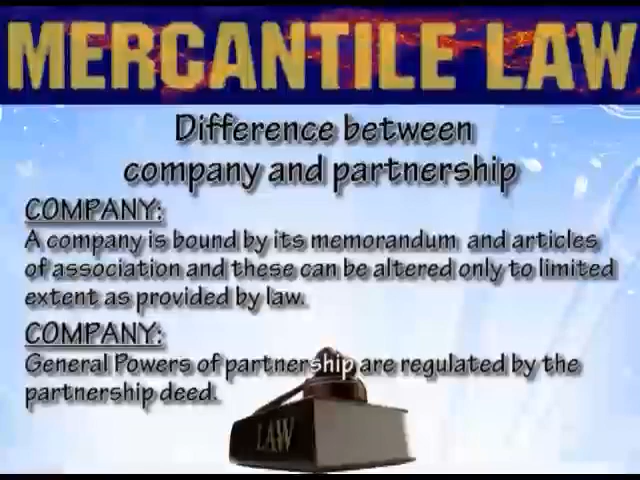 MERCANTILE LAW
Difference between
company and partnership
COMPANY:
A company is bound by its memorandum and articles
of association and these can be altered only to limited
extent as provided by law.
COMPANY:
General Powers of partnership are regulated by the
partnership deed.
LAW